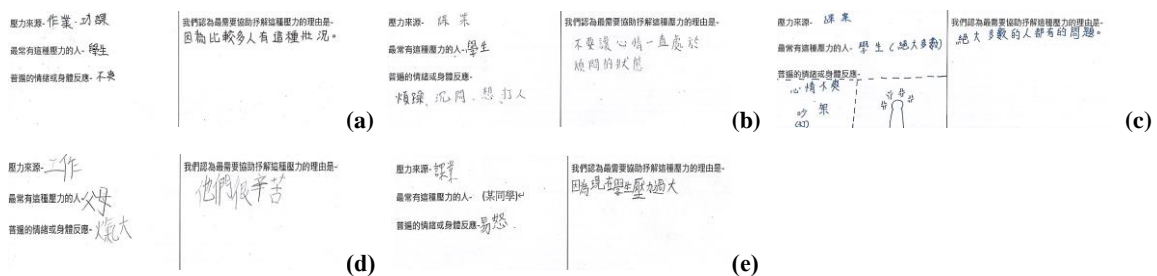 壓力來源-作業、功課
最常有這種壓力的人-學生
普遍的情緒或身體反應-不爽
我們認為最需要協助抒解這種壓力的理由是-
因為比較多人有這種狀況。
(a)
壓力來源- 課業
最常有這種壓力的人-學生
普遍的情緒或身體反應-
煩躁、沉悶、想打人
我們認為最需要協助抒解這種壓力的理由是-
不要讓心情一直處於
煩悶的狀態
(b)
壓力來源- 課業
最常有這種壓力的人- 學生(絕大多數)
普遍的情緒或身體反應-
心情不爽
吵架
(打)
我們認為最需要協助抒解這種壓力的理由是-
絕大多數的人都有的問題。
(c)
壓力來源-工作
最常有這種壓力的人-父母
普遍的情緒或身體反應-火氣大
我們認為最需要協助抒解這種壓力的理由是-
他們很辛苦
(d)
壓力來源-課業
最常有這種壓力的人- (某同學)
普遍的情緒或身體反應-易怒
我們認為最需要協助抒解這種壓力的理由是-
因為現在學生壓力過大
(e)